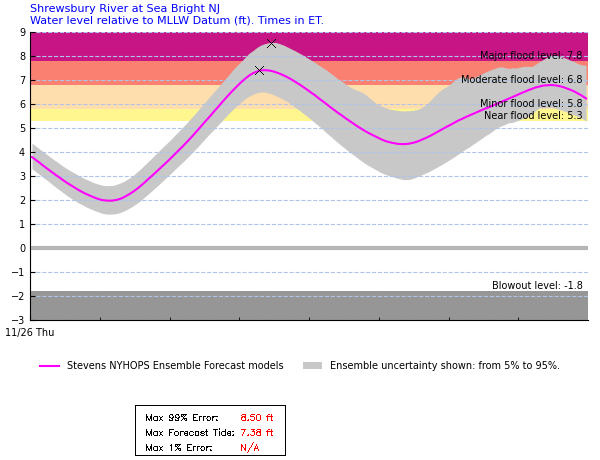 Shrewsbury River at Sea Bright NJ
Water level relative to MLLW Datum (ft). Times in ET.
9
8
Major flood level: 7.8
7
Moderate flood level: 6.8
6
Minor flood level: 5.8
Near flood level: 5.3
5
4
3
2
1
0
−1
Blowout level: -1.8
−2
−3
11/26 Thu
Stevens NYHOPS Ensemble Forecast models
Ensemble uncertainty shown: from 5% to 95%.
Max 99% Error: 8.50 ft
Max Forecast Tide: 7.38 ft
Max 1% Error: N/A